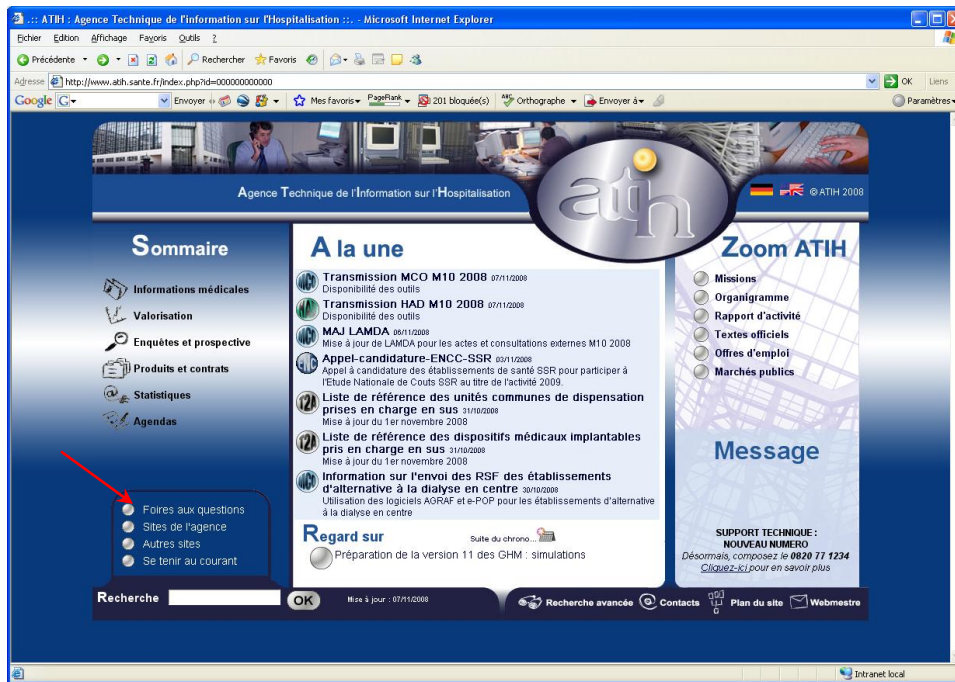 .:: ATIH : Agence Technique de l'information sur l'Hospitalisation ::. - Microsoft Internet Explorer
Fichier Edition Affichage Favoris Outils ?
Précédente Rechercher Favoris
Adresse http://www.atih.sante.fr/index.php?id=000000000000 OK Liens
Google G Envoyer Mes favoris PageRank 201 bloquée(s) Orthographe Envoyer à Paramètres
Agence Technique de l'Information sur l'Hospitalisation
atih
© ATIH 2008
Sommaire
Informations médicales
Valorisation
Enquêtes et prospective
Produits et contrats
Statistiques
Agendas
Foires aux questions
Sites de l'agence
Autres sites
Se tenir au courant
A la une
Transmission MCO M10 2008 07/11/2008
Disponibilité des outils
Transmission HAD M10 2008 07/11/2008
Disponibilité des outils
MAJ LAMDA 06/11/2008
Mise à jour de LAMDA pour les actes et consultations externes M10 2008
Appel-candidature-ENCC-SSR 03/11/2008
Appel à candidature des établissements de santé SSR pour participer à
l'Etude Nationale de Couts SSR au titre de l'activité 2009.
Liste de référence des unités communes de dispensation
prises en charge en sus 31/10/2008
Mise à jour du 1er novembre 2008
Liste de référence des dispositifs médicaux implantables
pris en charge en sus 31/10/2008
Mise à jour du 1er novembre 2008
Information sur l'envoi des RSF des établissements
d'alternative à la dialyse en centre 30/10/2008
Utilisation des logiciels AGRAF et e-POP pour les établissements d'alternative
à la dialyse en centre
Regard sur Suite du chrono...
Préparation de la version 11 des GHM : simulations
Zoom ATIH
Missions
Organigramme
Rapport d'activité
Textes officiels
Offres d'emploi
Marchés publics
Message
SUPPORT TECHNIQUE :
NOUVEAU NUMERO
Désormais, composez le 0820 77 1234
Cliquez-ici pour en savoir plus
Recherche OK Mise à jour : 07/11/2008 Recherche avancée Contacts Plan du site Webmestre
Intranet local